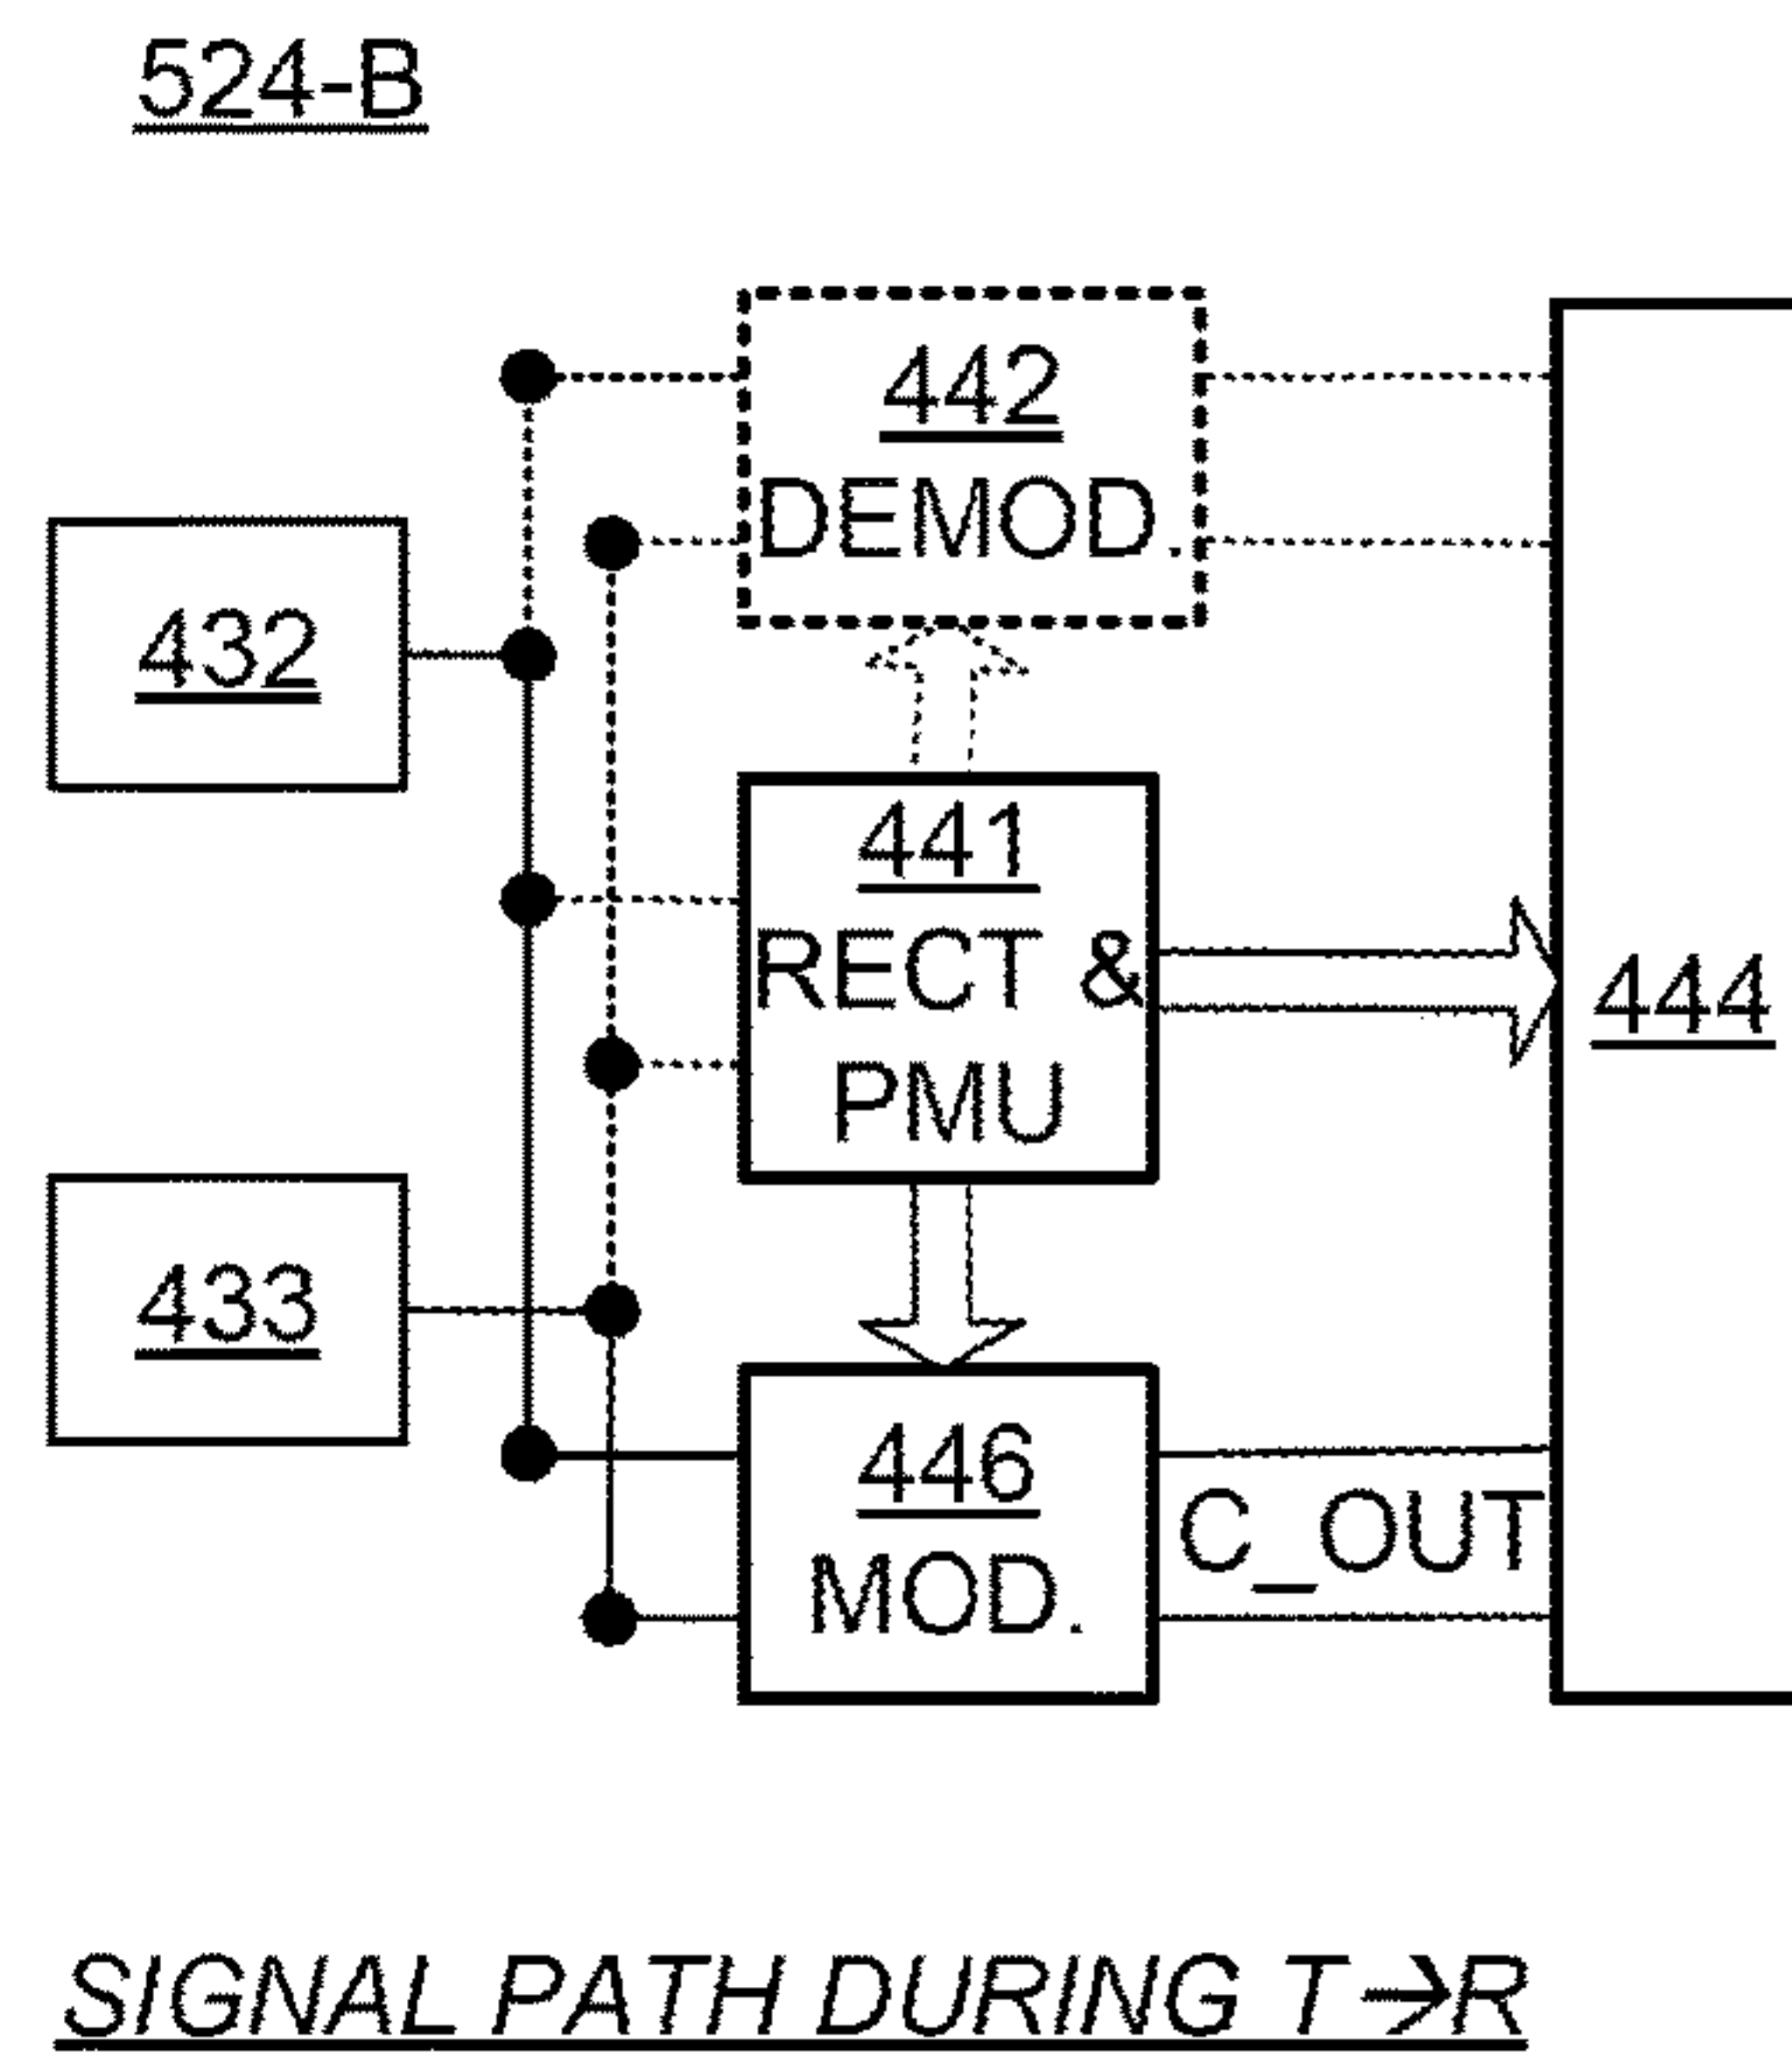 524-B
442
DEMOD.
432
441
RECT &
PMU
444
433
446
MOD.
C_OUT
SIGNAL PATH DURING T→R